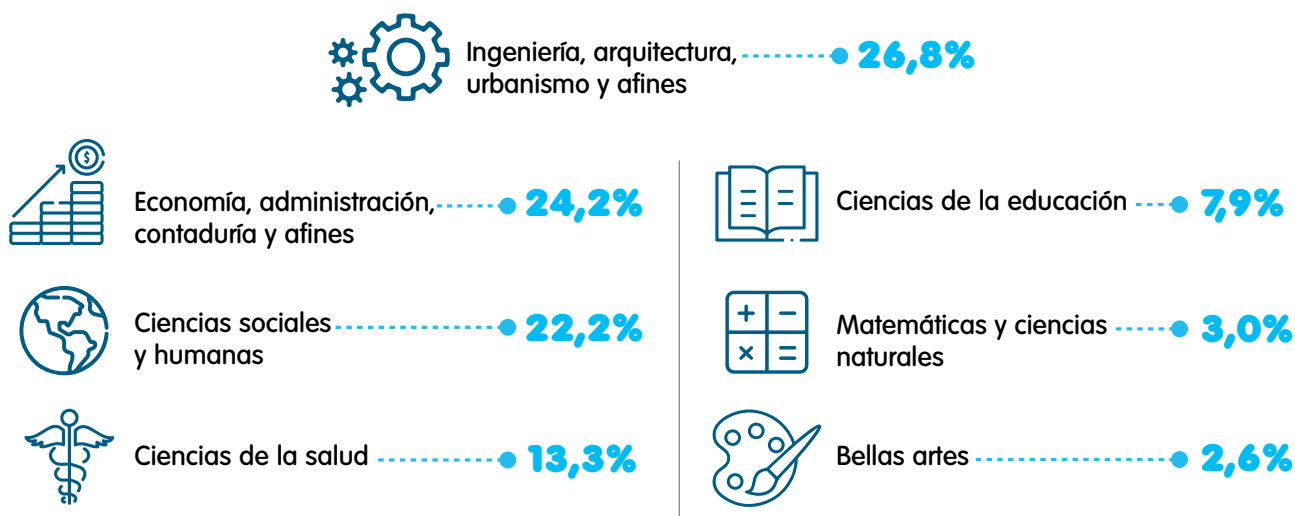 Ingeniería, arquitectura,
urbanismo y afines
26,8%
$
Economía, administración,
contaduría y afines
24,2%
Ciencias sociales
y humanas
22,2%
Ciencias de la salud
13,3%
Ciencias de la educación
7,9%
+ −
× =
Matemáticas y ciencias
naturales
3,0%
Bellas artes
2,6%